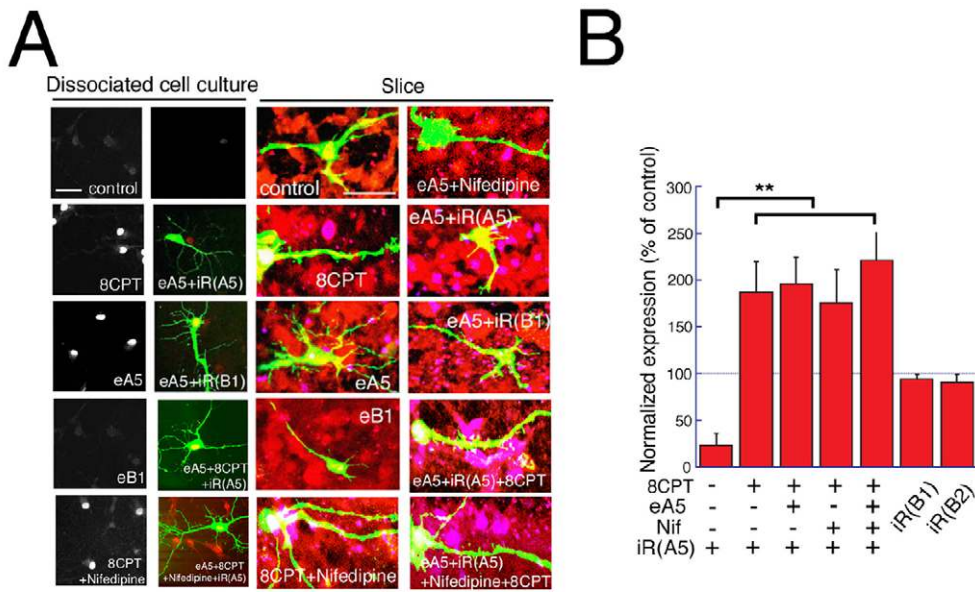 A
B
Dissociated cell culture
Slice
control
control
eA5+Nifedipine
8CPT
eA5+iR(A5)
8CPT
eA5+iR(A5)
eA5
eA5+iR(B1)
eA5
eA5+iR(B1)
eB1
eA5+8CPT
+iR(A5)
eB1
eA5+iR(A5)+8CPT
8CPT
+Nifedipine
eA5+8CPT
+Nifedipine+iR(A5)
8CPT+Nifedipine
eA5+iR(A5)
+Nifedipine+8CPT
Normalized expression (% of control)
300
250
200
150
100
50
0
**
8CPT - + + + +
eA5 - - + - +
Nif - - - + +
iR(A5) + + + + +
iR(B1)
iR(B2)